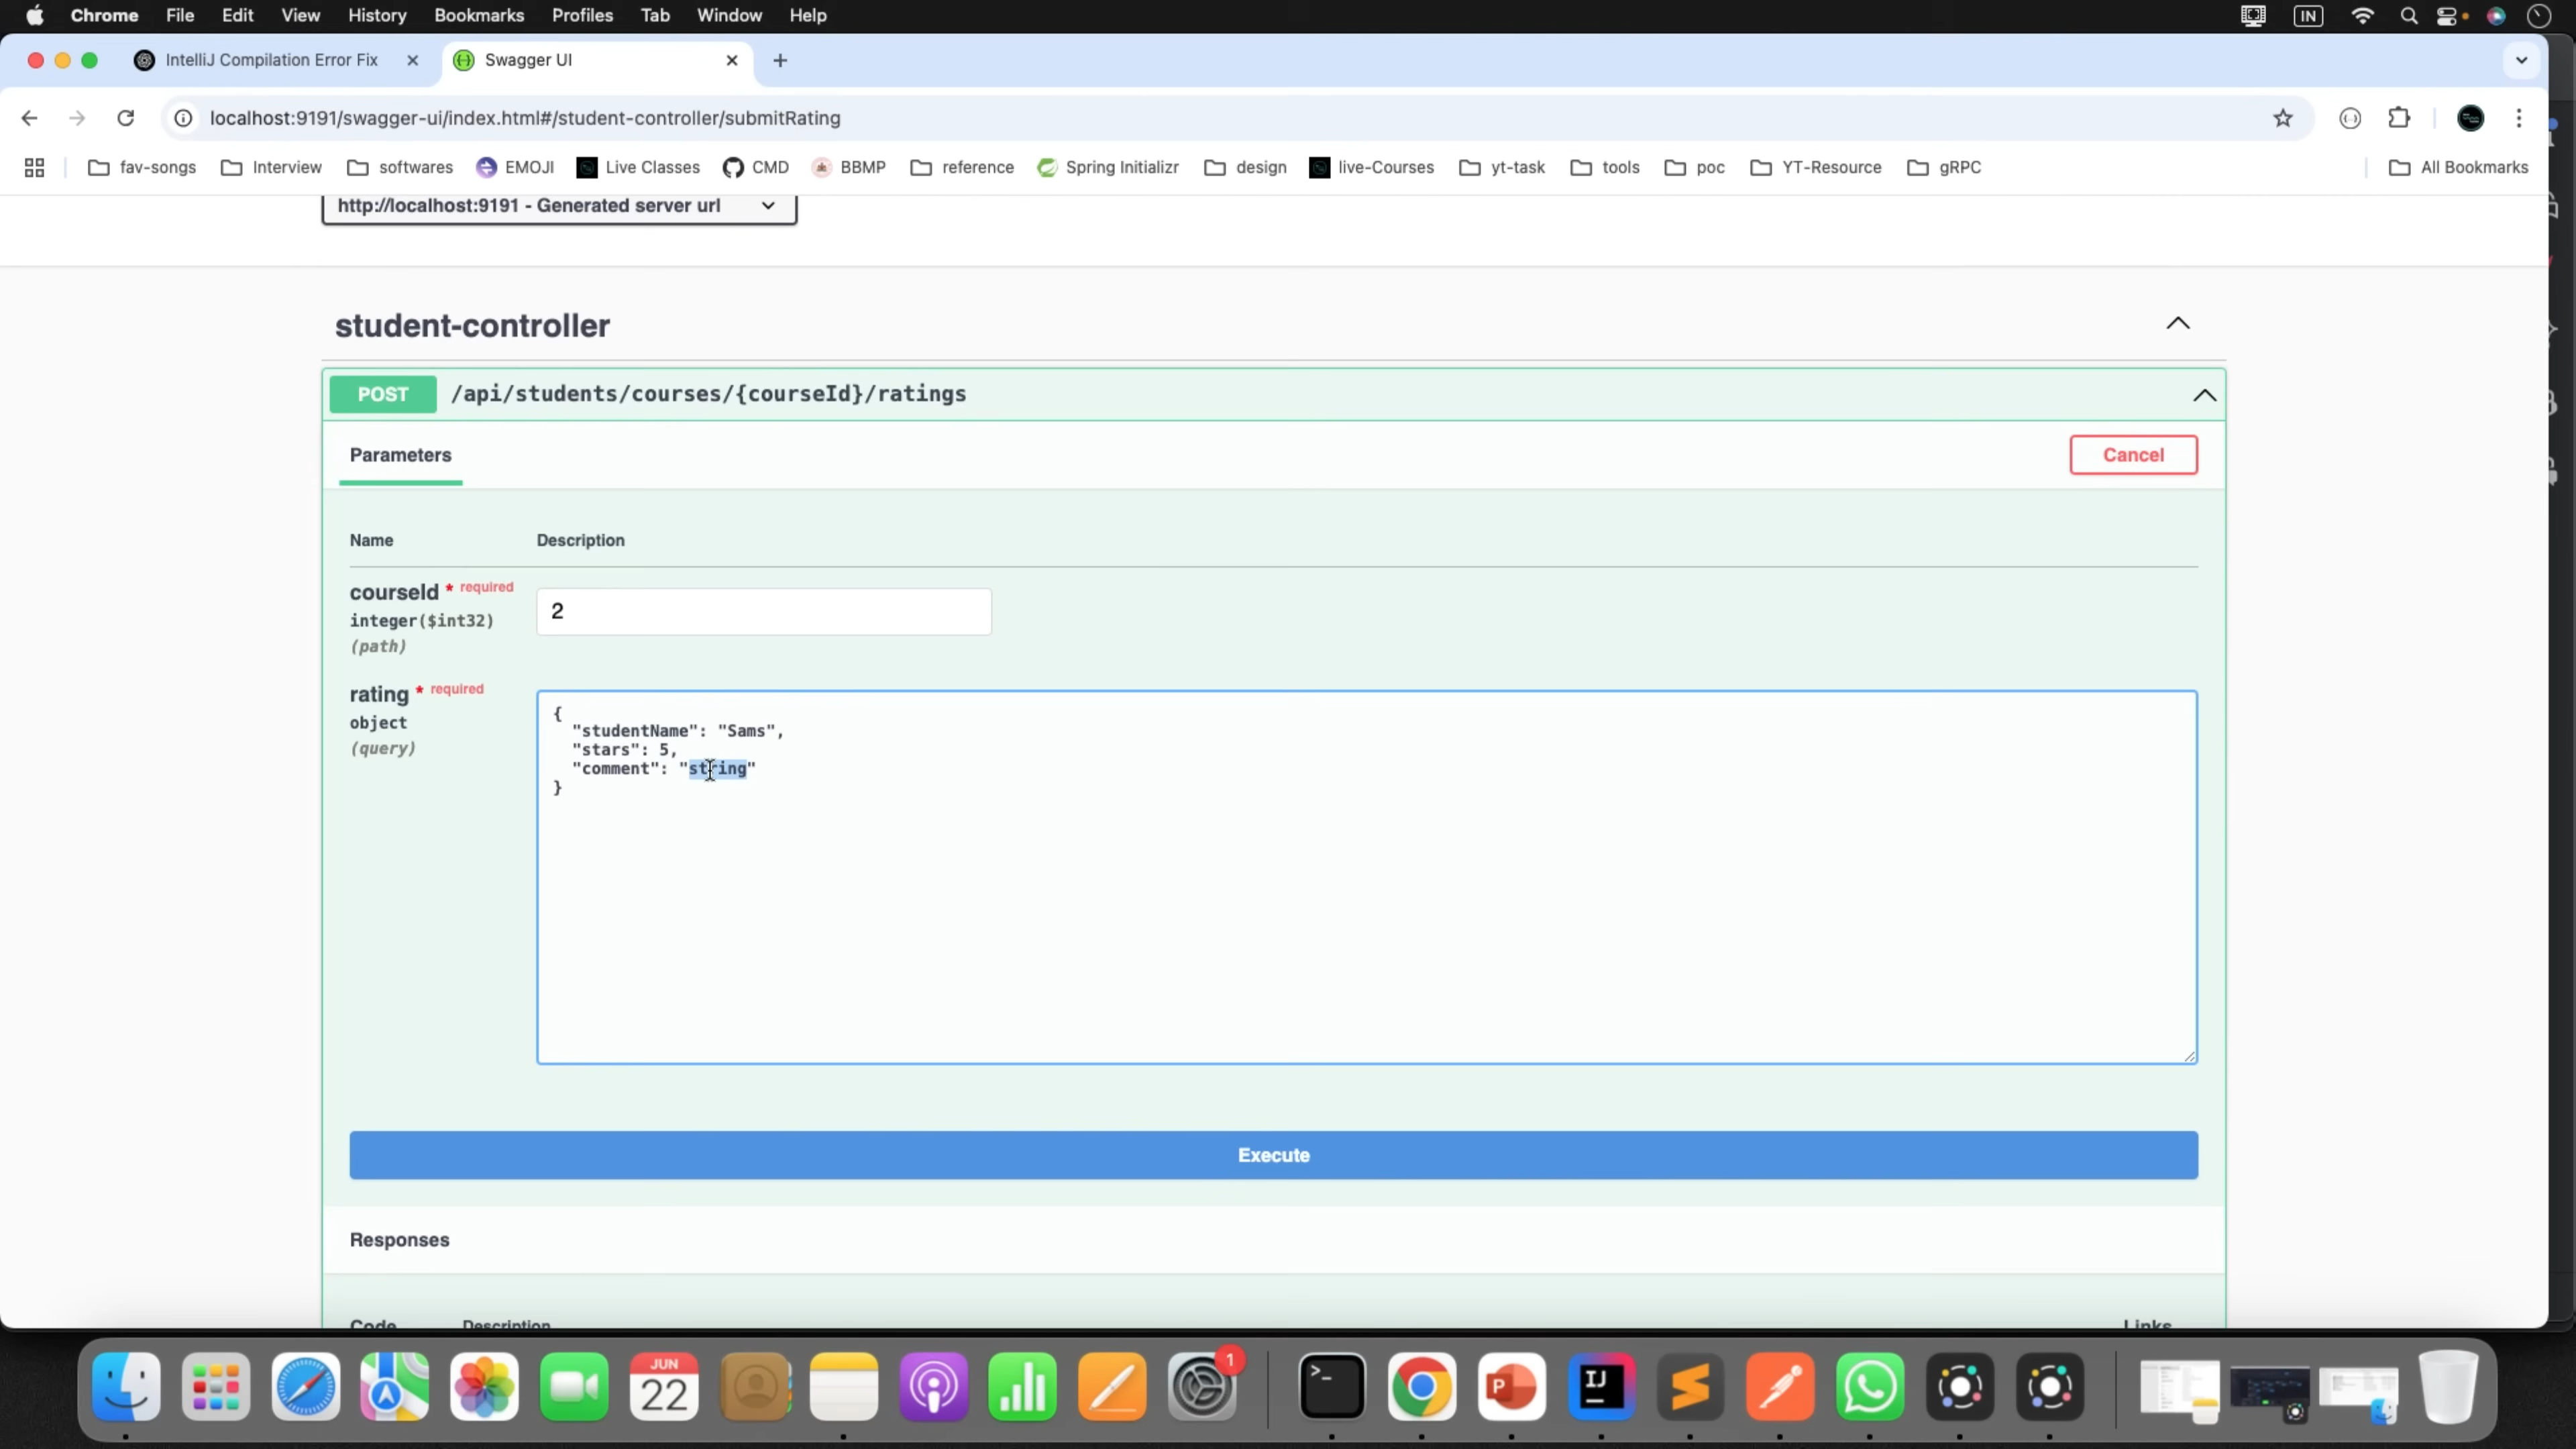 Chrome File Edit View History Bookmarks Profiles Tab Window Help IN
IntelliJ Compilation Error Fix Swagger UI
localhost:9191/swagger-ui/index.html#/student-controller/submitRating
fav-songs Interview softwares EMOJI Live Classes CMD BBMP reference Spring Initializr design live-Courses yt-task tools poc YT-Resource gRPC All Bookmarks
http://localhost:9191 - Generated server url
student-controller
POST /api/students/courses/{courseId}/ratings
Parameters Cancel
Name Description
courseId * required
integer($int32)
(path)
2
rating * required
object
(query)
{
"studentName": "Sams",
"stars": 5,
"comment": "string"
}
Execute
Responses
Code Description Links
JUN
22
1
>_
P
IJ